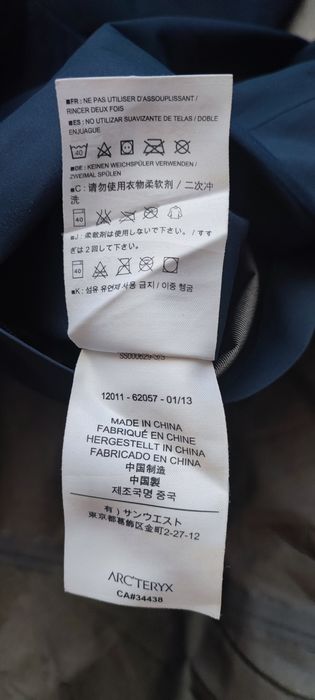 ■FR: NE PAS UTILISER D'ASSOUPLISSANT /
RINCER DEUX FOIS
■ES: NO UTILIZAR SUAVIZANTE DE TELAS / DOBLE
ENJUAGUE
40
■DE: KEINEN WEICHSPÜLER VERWENDEN /
ZWEIMAL SPÜLEN
■C: 请勿使用衣物柔软剂 / 二次冲
洗
40
■J: 柔軟剤は使用しないで下さい。/ すす
ぎは2回して下さい。
40
■K: 섬유 유연제 사용 금지 / 이중 헹굼
SS000629-3/3
12011 - 62057 - 01/13
MADE IN CHINA
FABRIQUÉ EN CHINE
HERGESTELLT IN CHINA
FABRICADO EN CHINA
中国制造
中国製
제조국명 중국
有) サンウエスト
東京都葛飾区金町2-27-12
ARC'TERYX
CA#34438